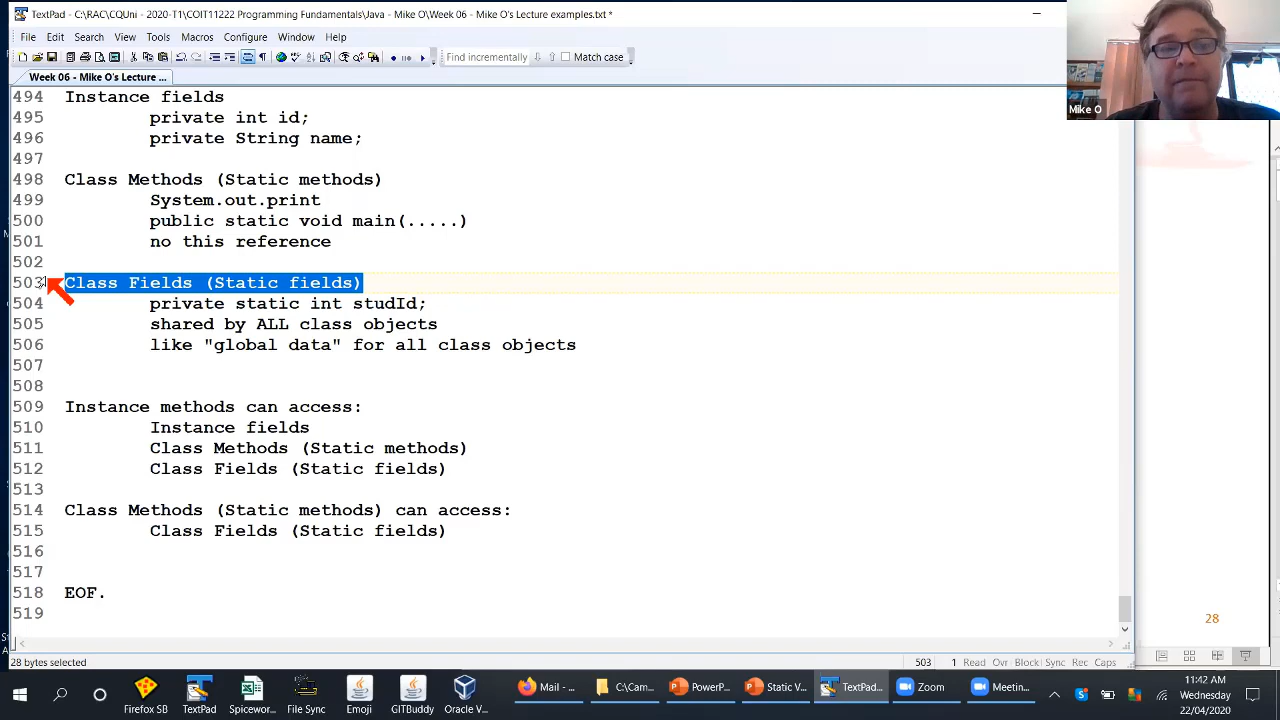 TextPad - C:\RAC\CQUni - 2020-T1\COIT11222 Programming Fundamentals\Java - Mike O\Week 06 - Mike O's Lecture examples.txt *
File Edit Search View Tools Macros Configure Window Help
Find incrementally Match case
Week 06 - Mike O's Lecture ...
Mike O
494 Instance fields
495 private int id;
496 private String name;
497
498 Class Methods (Static methods)
499 System.out.print
500 public static void main(.....)
501 no this reference
502
503 Class Fields (Static fields)
504 private static int studId;
505 shared by ALL class objects
506 like "global data" for all class objects
507
508
509 Instance methods can access:
510 Instance fields
511 Class Methods (Static methods)
512 Class Fields (Static fields)
513
514 Class Methods (Static methods) can access:
515 Class Fields (Static fields)
516
517
518 EOF.
519
28
28 bytes selected 503 1 Read Ovr Block Sync Rec Caps
Firefox SB TextPad Spicewor... File Sync Emoji GITBuddy Oracle V... Mail - ... C:\Cam... PowerP... Static V... TextPad... Zoom Meetin...
11:42 AM
Wednesday
22/04/2020